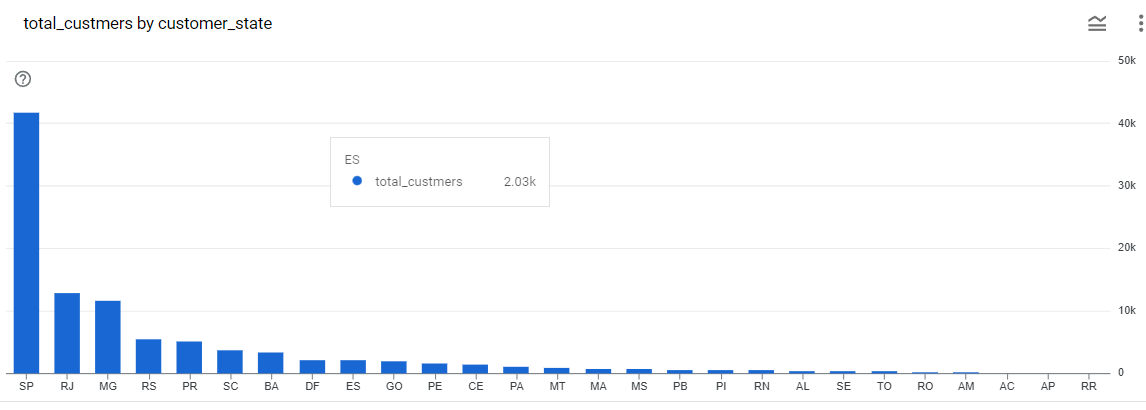 total_custmers by customer_state
50k
40k
30k
20k
10k
0
ES
total_custmers 2.03k
SP RJ MG RS PR SC BA DF ES GO PE CE PA MT MA MS PB PI RN AL SE TO RO AM AC AP RR